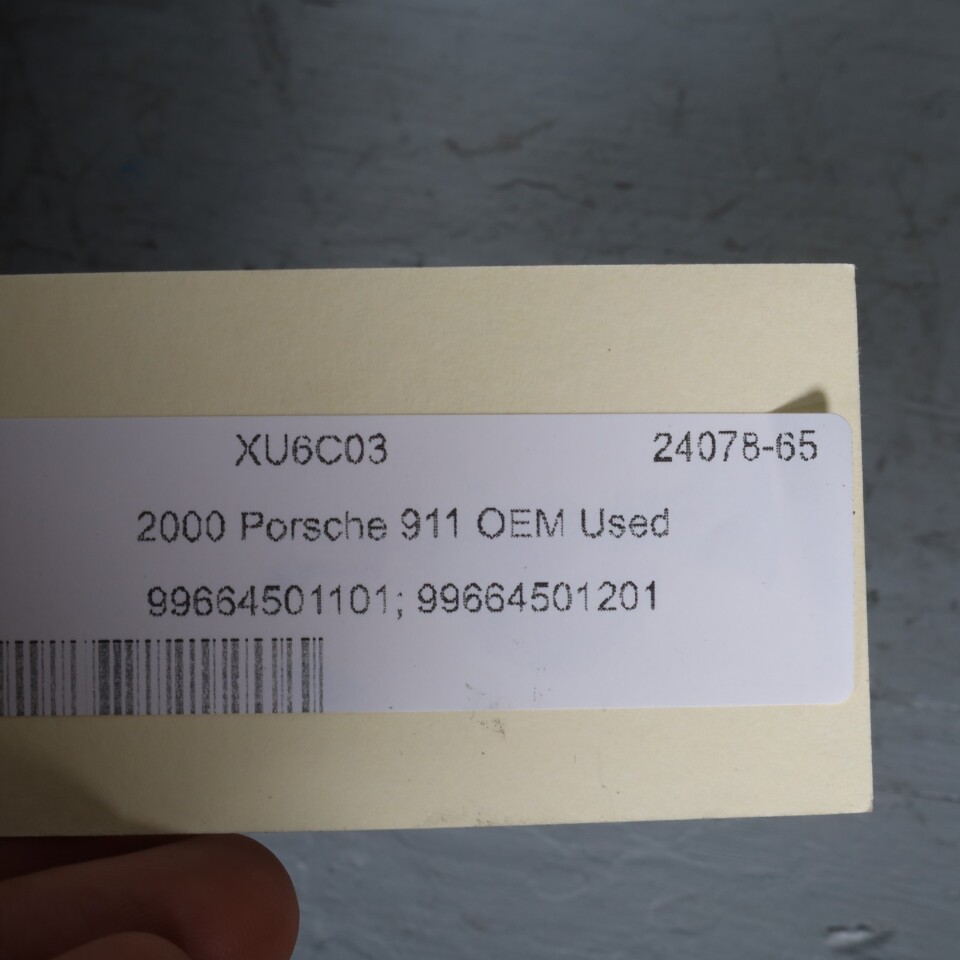 XU6C03 24078-65
2000 Porsche 911 OEM Used
99664501101; 99664501201